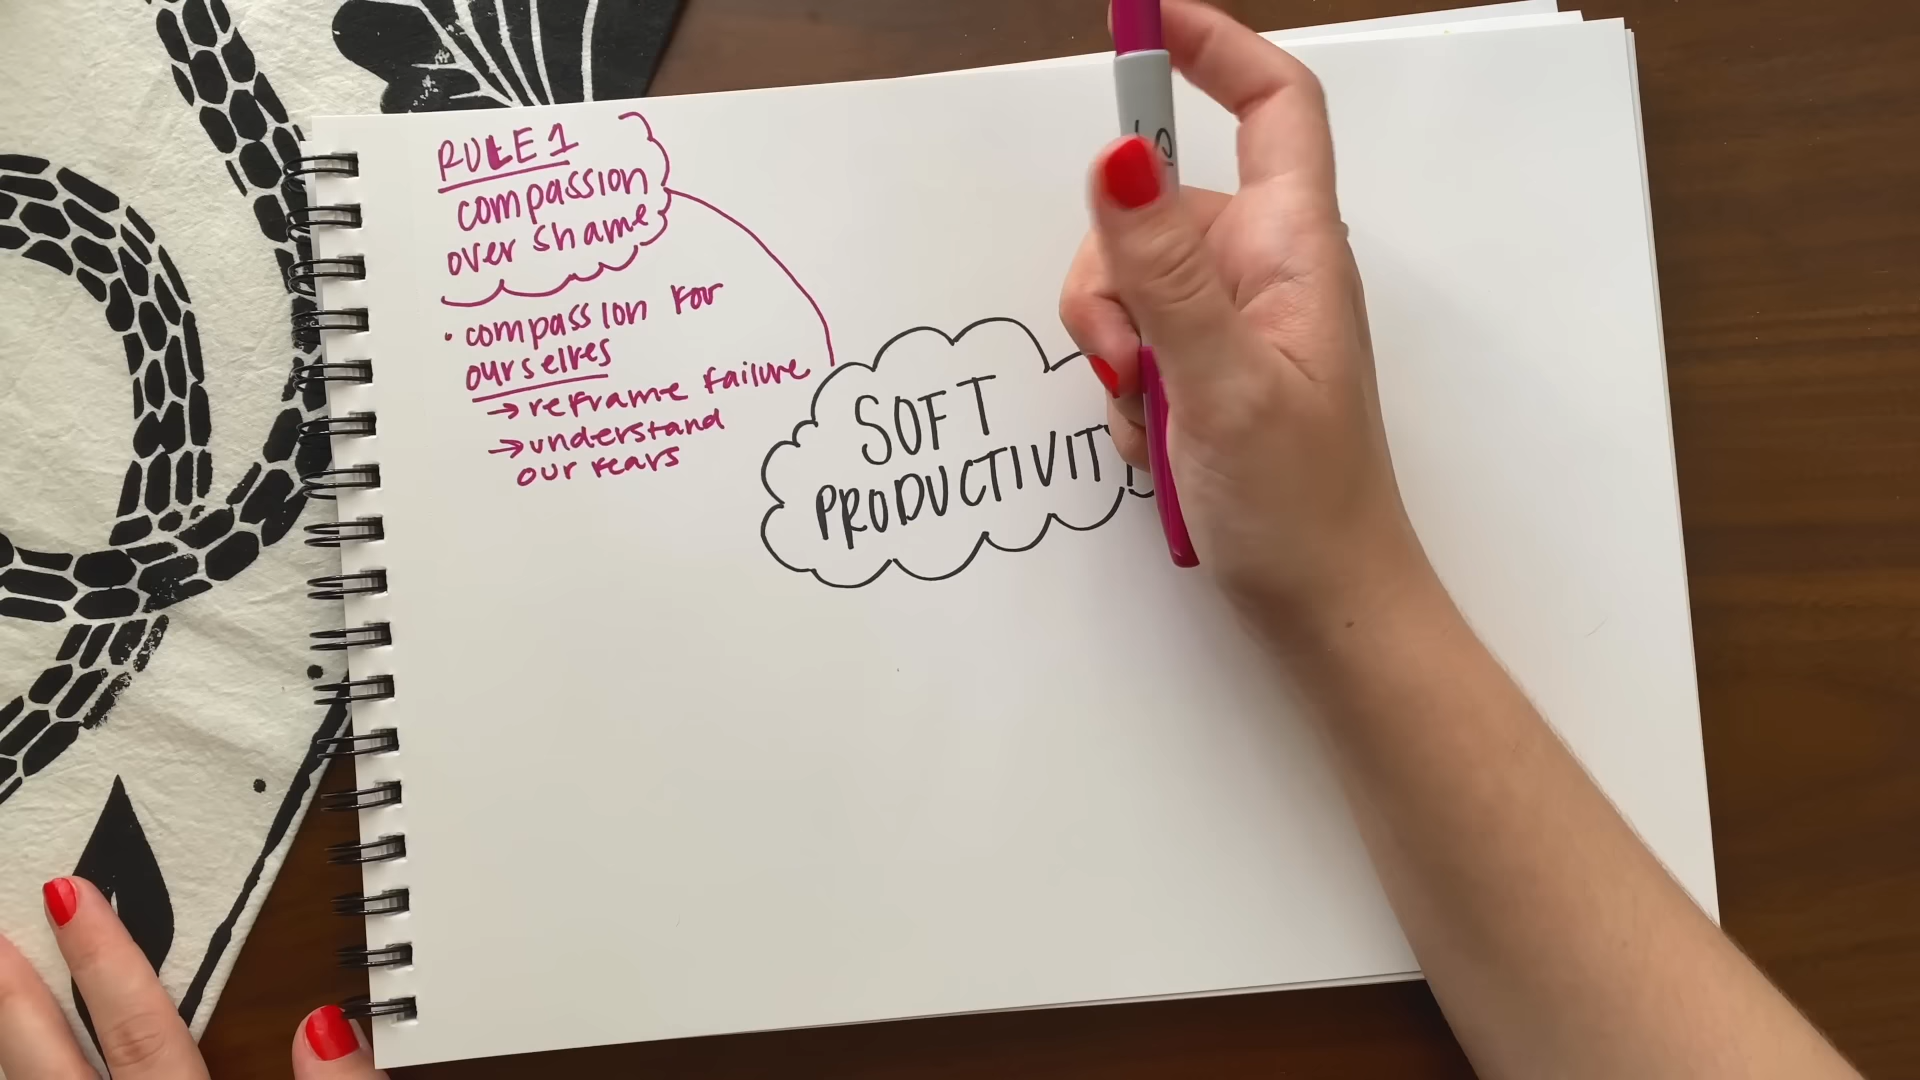 RULE 1
compassion
over shame
• compassion for
ourselves
→ reframe failure
→ understand
our fears
SOFT
PRODUCTIVITY